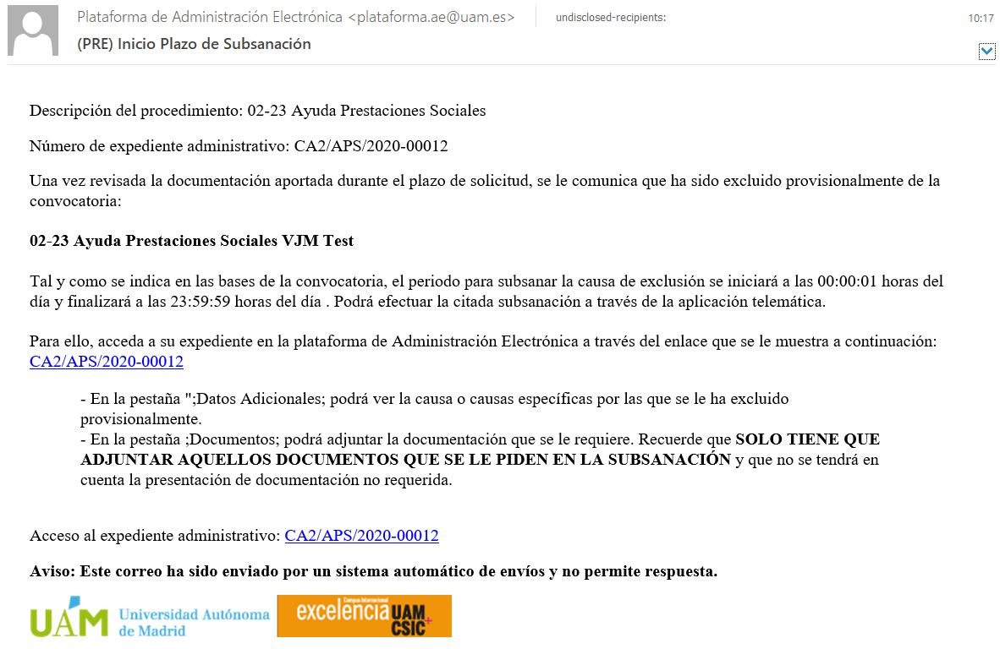 Plataforma de Administración Electrónica <plataforma.ae@uam.es> undisclosed-recipients: 10:17
(PRE) Inicio Plazo de Subsanación
Descripción del procedimiento: 02-23 Ayuda Prestaciones Sociales
Número de expediente administrativo: CA2/APS/2020-00012
Una vez revisada la documentación aportada durante el plazo de solicitud, se le comunica que ha sido excluido provisionalmente de la
convocatoria:
02-23 Ayuda Prestaciones Sociales VJM Test
Tal y como se indica en las bases de la convocatoria, el periodo para subsanar la causa de exclusión se iniciará a las 00:00:01 horas del
día y finalizará a las 23:59:59 horas del día . Podrá efectuar la citada subsanación a través de la aplicación telemática.
Para ello, acceda a su expediente en la plataforma de Administración Electrónica a través del enlace que se le muestra a continuación:
CA2/APS/2020-00012
- En la pestaña ";Datos Adicionales; podrá ver la causa o causas específicas por las que se le ha excluido
provisionalmente.
- En la pestaña ;Documentos; podrá adjuntar la documentación que se le requiere. Recuerde que SOLO TIENE QUE
ADJUNTAR AQUELLOS DOCUMENTOS QUE SE LE PIDEN EN LA SUBSANACIÓN y que no se tendrá en
cuenta la presentación de documentación no requerida.
Acceso al expediente administrativo: CA2/APS/2020-00012
Aviso: Este correo ha sido enviado por un sistema automático de envíos y no permite respuesta.
UAM Universidad Autónoma
de Madrid
Campus Internacional
excelencia UAM
CSIC+